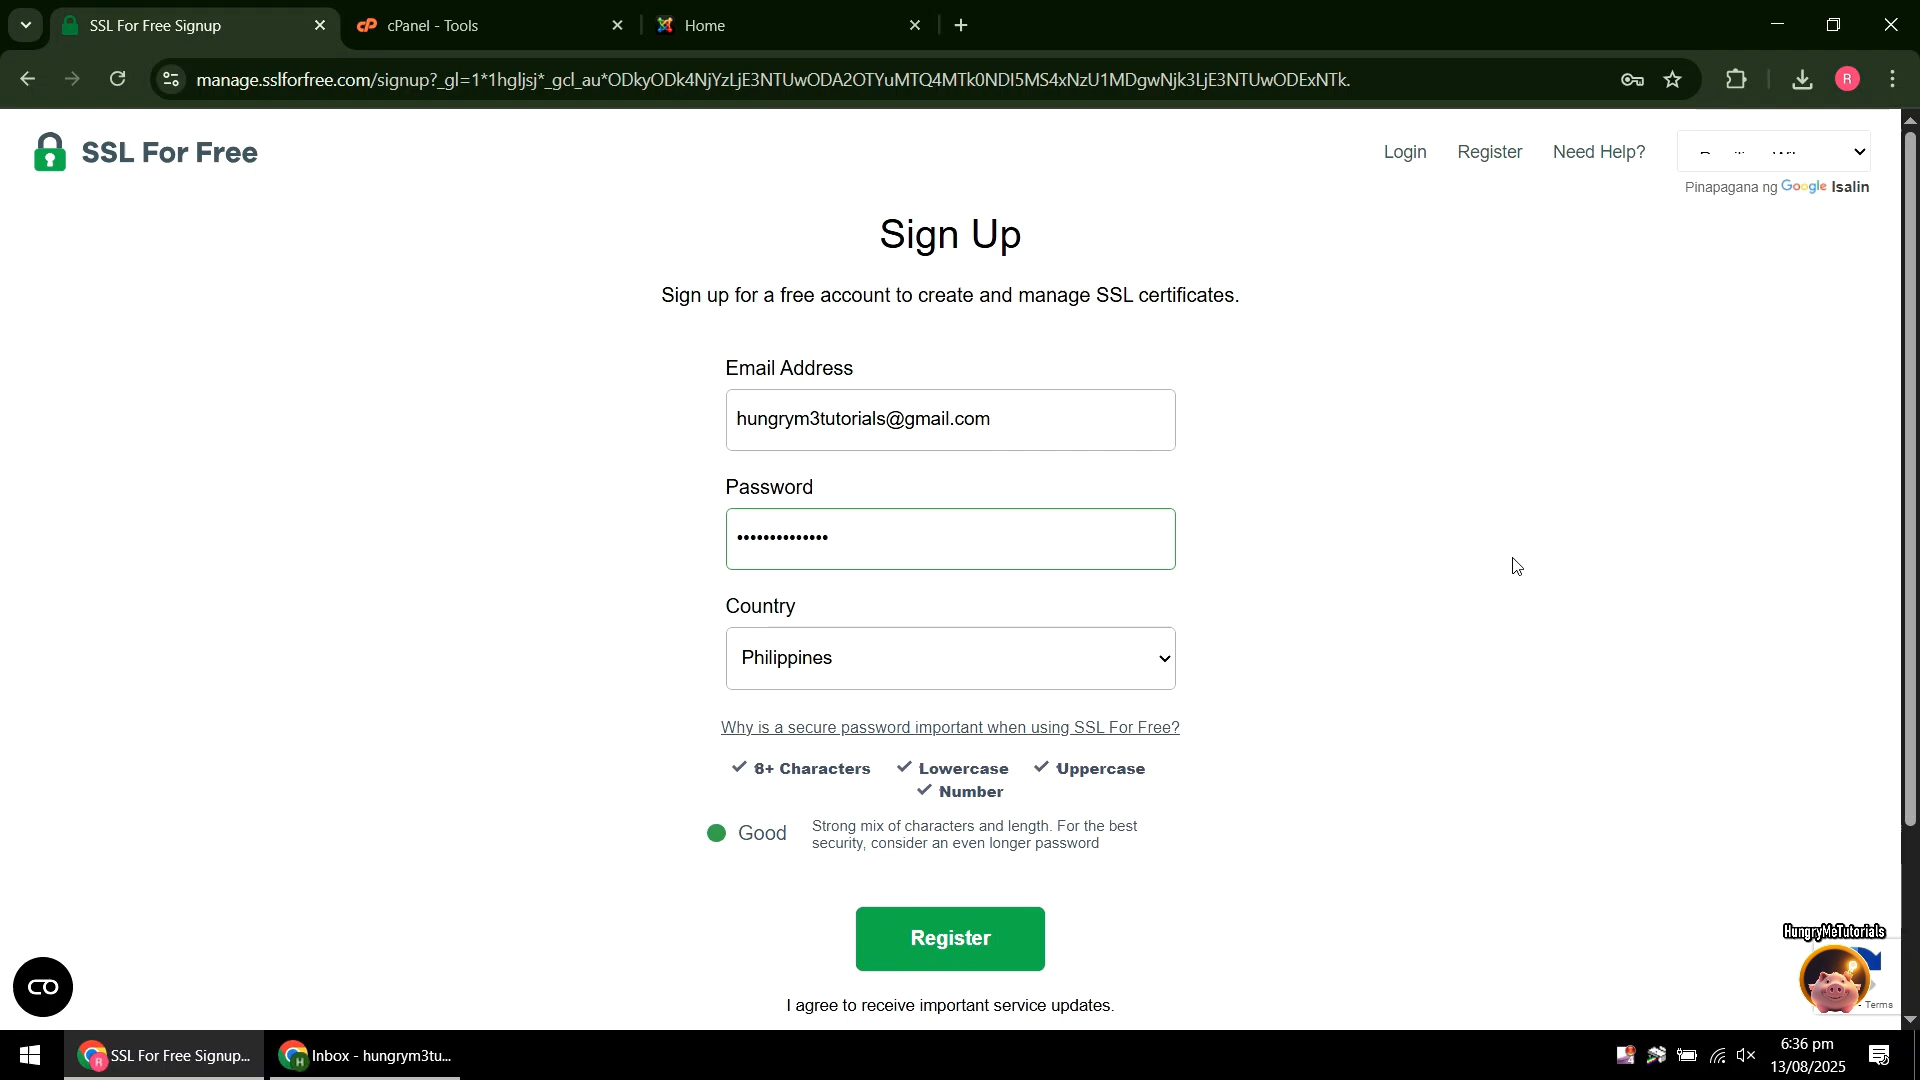 SSL For Free Signup
cPanel - Tools
Home
manage.sslforfree.com/signup?_gl=1*1hgljsj*_gcl_au*ODkyODk4NjYzLjE3NTUwODA2OTYuMTQ4MTk0NDI5MS4xNzU1MDgwNjk3LjE3NTUwODExNTk.
R
SSL For Free
Login
Register
Need Help?
Pinapagana ng Google Isalin
Sign Up
Sign up for a free account to create and manage SSL certificates.
Email Address
hungrym3tutorials@gmail.com
Password
Country
Philippines
Why is a secure password important when using SSL For Free?
8+ Characters
Lowercase
Uppercase
Number
Good
Strong mix of characters and length. For the best
security, consider an even longer password
Register
I agree to receive important service updates.
HungryMeTutorials
- Terms
SSL For Free Signup...
Inbox - hungrym3tu...
6:36 pm
13/08/2025